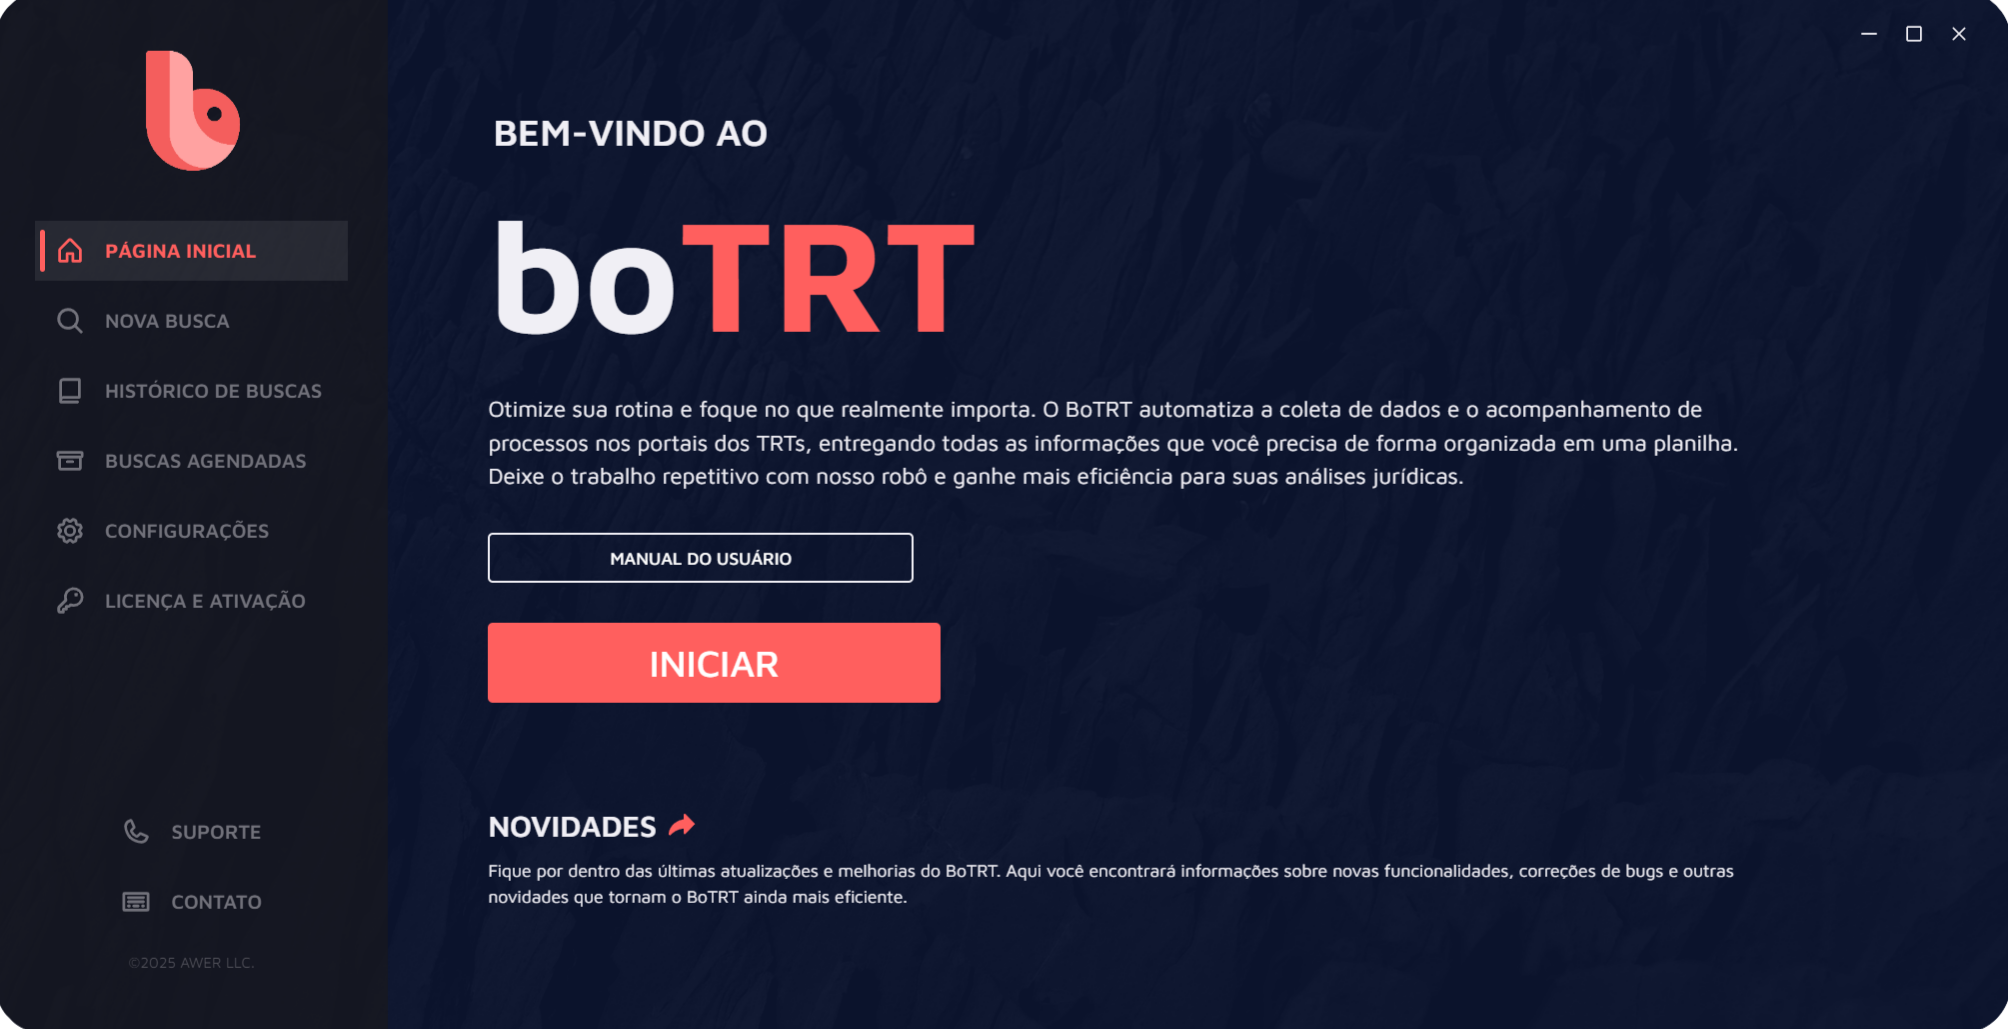 PÁGINA INICIAL
NOVA BUSCA
HISTÓRICO DE BUSCAS
BUSCAS AGENDADAS
CONFIGURAÇÕES
LICENÇA E ATIVAÇÃO
SUPORTE
CONTATO
©2025 AWER LLC.
BEM-VINDO AO
boTRT
Otimize sua rotina e foque no que realmente importa. O BoTRT automatiza a coleta de dados e o acompanhamento de
processos nos portais dos TRTs, entregando todas as informações que você precisa de forma organizada em uma planilha.
Deixe o trabalho repetitivo com nosso robô e ganhe mais eficiência para suas análises jurídicas.
MANUAL DO USUÁRIO
INICIAR
NOVIDADES
Fique por dentro das últimas atualizações e melhorias do BoTRT. Aqui você encontrará informações sobre novas funcionalidades, correções de bugs e outras
novidades que tornam o BoTRT ainda mais eficiente.